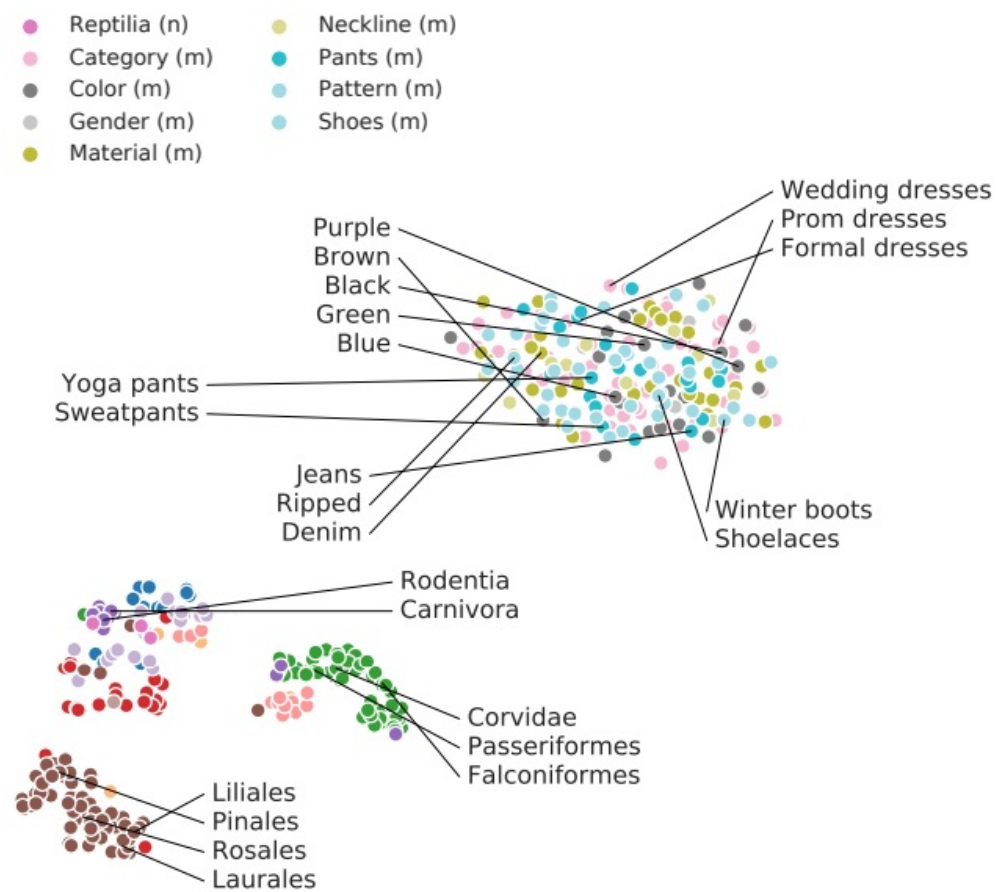 Reptilia (n)
Category (m)
Color (m)
Gender (m)
Material (m)
Neckline (m)
Pants (m)
Pattern (m)
Shoes (m)
Wedding dresses
Prom dresses
Formal dresses
Purple
Brown
Black
Green
Blue
Yoga pants
Sweatpants
Jeans
Ripped
Denim
Winter boots
Shoelaces
Rodentia
Carnivora
Corvidae
Passeriformes
Falconiformes
Liliales
Pinales
Rosales
Laurales